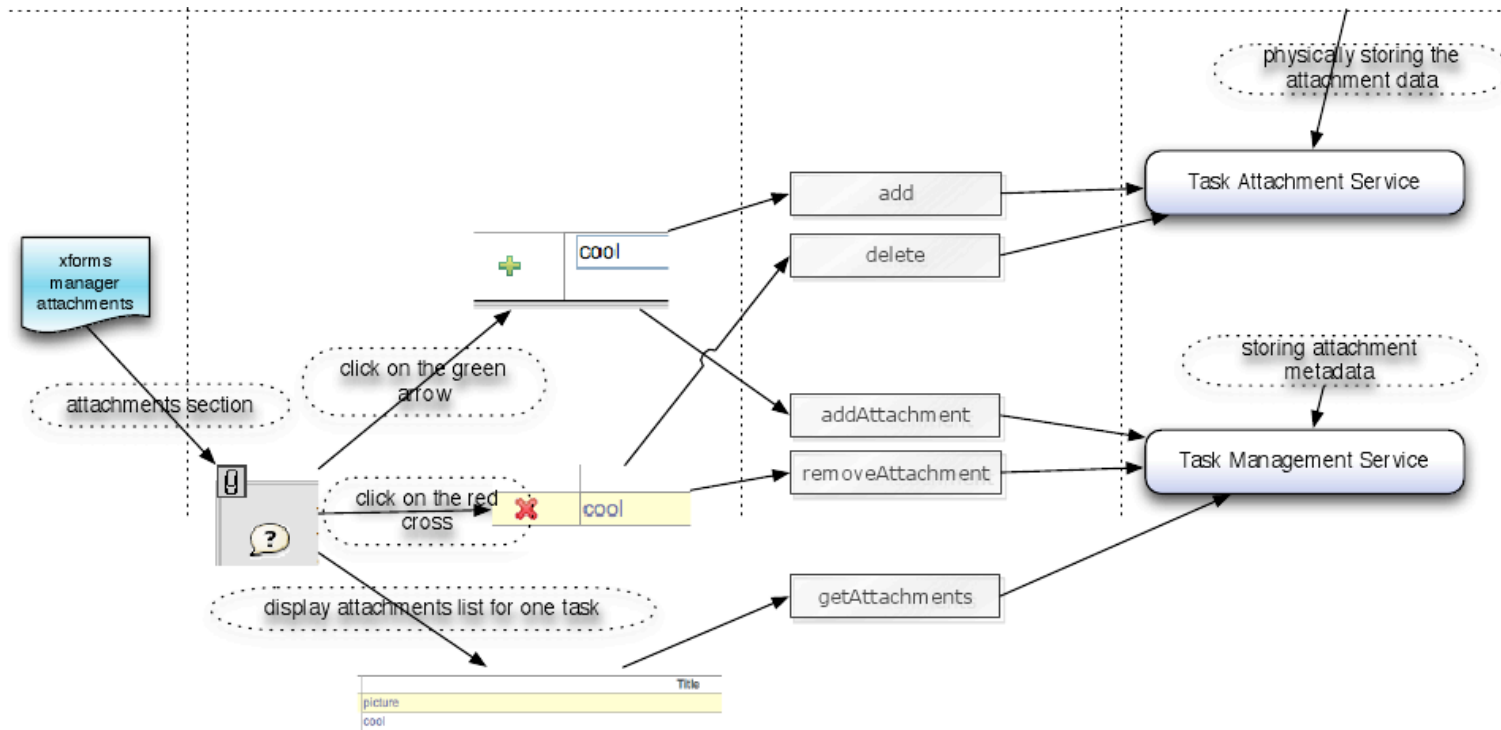 physically storing the
attachment data
Task Attachment Service
add
cool
delete
xforms
manager
attachments
click on the green
arrow
storing attachment
metadata
attachments section
addAttachment
Task Management Service
removeAttachment
click on the red
cross
cool
?
display attachments list for one task
getAttachments
Title
picture
cool